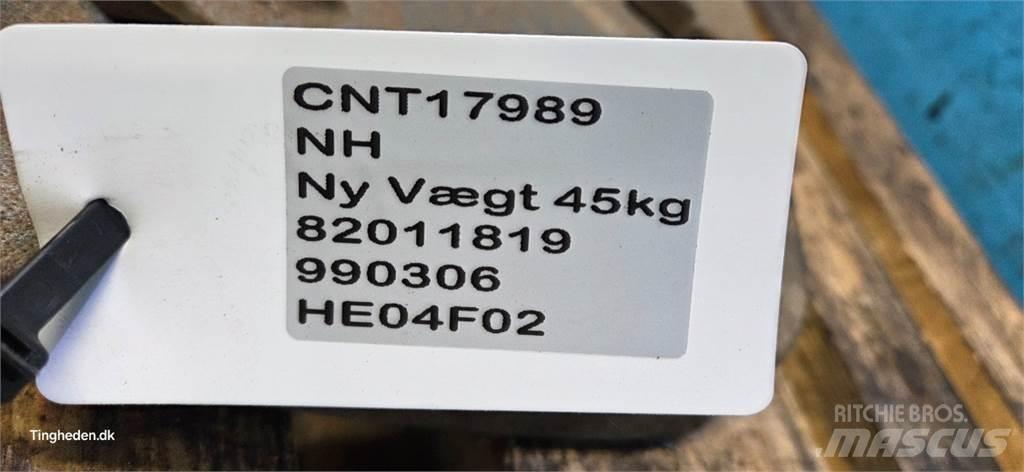 CNT17989
NH
Ny Vægt 45kg
82011819
990306
HE04F02
Tingheden.dk
RITCHIE BROS.
MASCUS